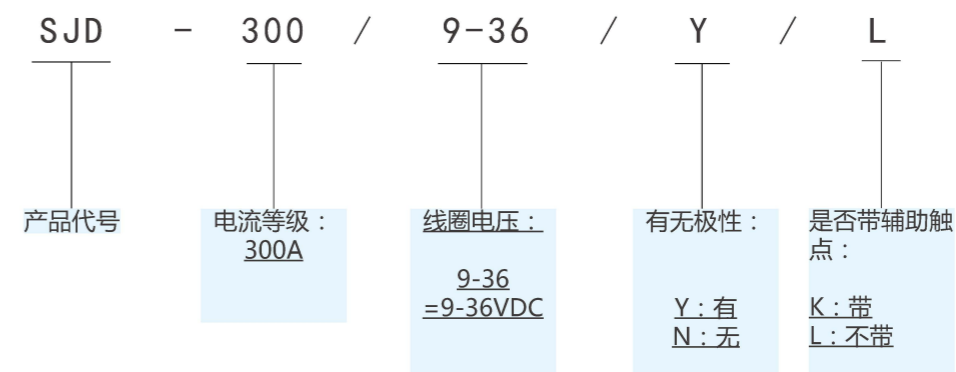 SJD - 300 / 9-36 / Y / L
产品代号
电流等级：
300A
线圈电压：
9-36
=9-36VDC
有无极性：
Y：有
N：无
是否带辅助触
点：
K：带
L：不带